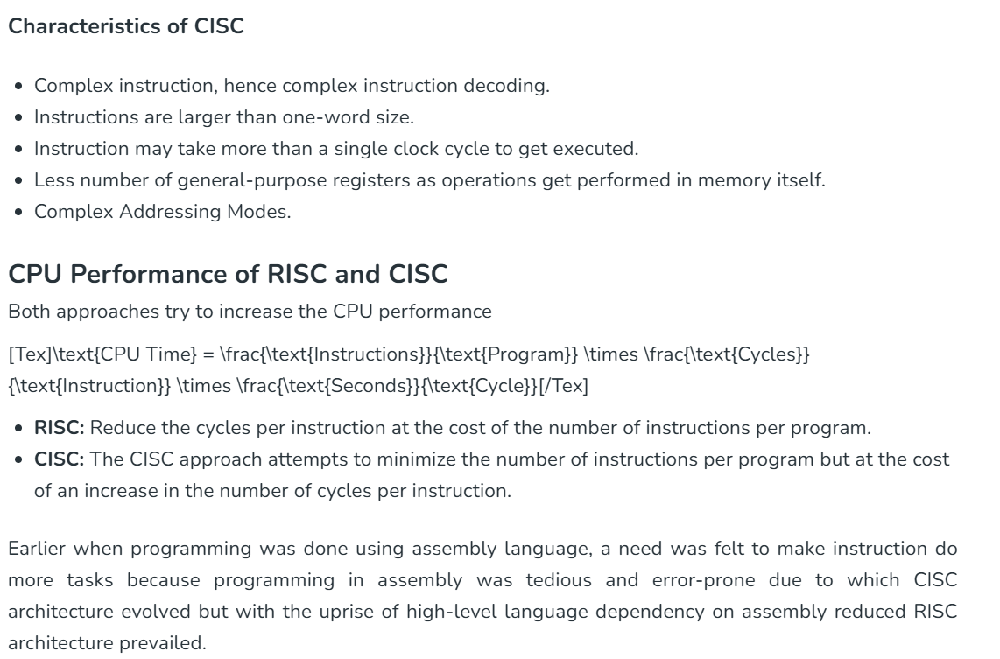 Characteristics of CISC
Complex instruction, hence complex instruction decoding.
Instructions are larger than one-word size.
Instruction may take more than a single clock cycle to get executed.
Less number of general-purpose registers as operations get performed in memory itself.
Complex Addressing Modes.
CPU Performance of RISC and CISC
Both approaches try to increase the CPU performance
[Tex]\text{CPU Time} = \frac{\text{Instructions}}{\text{Program}} \times \frac{\text{Cycles}}
{\text{Instruction}} \times \frac{\text{Seconds}}{\text{Cycle}}[/Tex]
RISC: Reduce the cycles per instruction at the cost of the number of instructions per program.
CISC: The CISC approach attempts to minimize the number of instructions per program but at the cost
of an increase in the number of cycles per instruction.
Earlier when programming was done using assembly language, a need was felt to make instruction do
more tasks because programming in assembly was tedious and error-prone due to which CISC
architecture evolved but with the uprise of high-level language dependency on assembly reduced RISC
architecture prevailed.